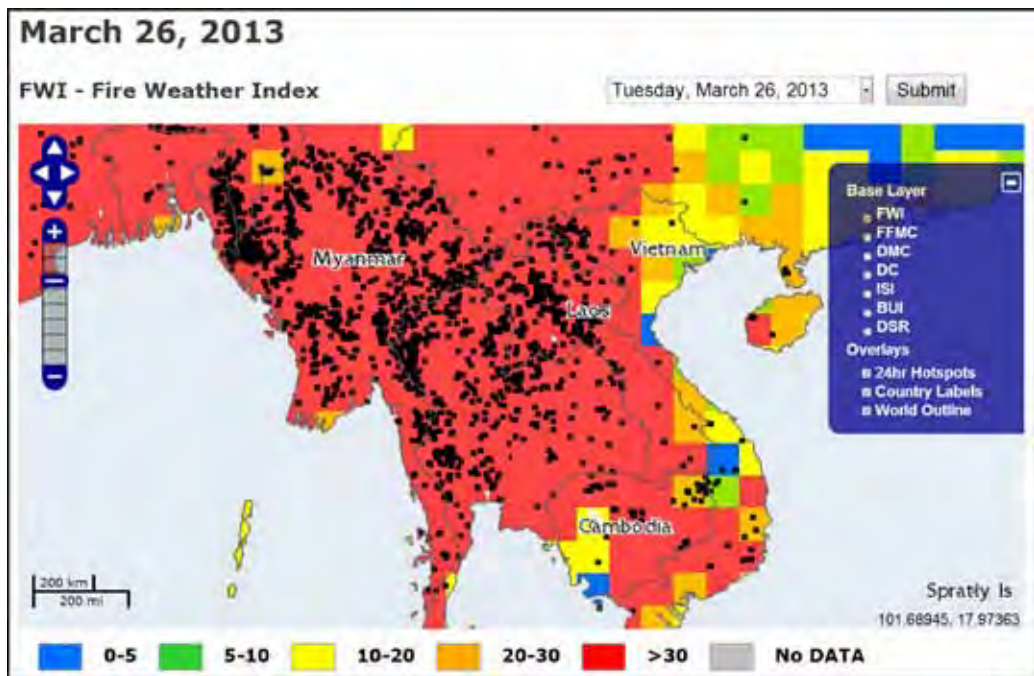 March 26, 2013
FWI - Fire Weather Index
Tuesday, March 26, 2013
Submit
Base Layer
FWI
FFMC
DMC
DC
ISI
BUI
DSR
Overlays
24hr Hotspots
Country Labels
World Outline
Myanmar
Vietnam
Laos
Cambodia
Spratly Is
101.68945, 17.97363
200 km
200 mi
0-5
5-10
10-20
20-30
>30
No DATA